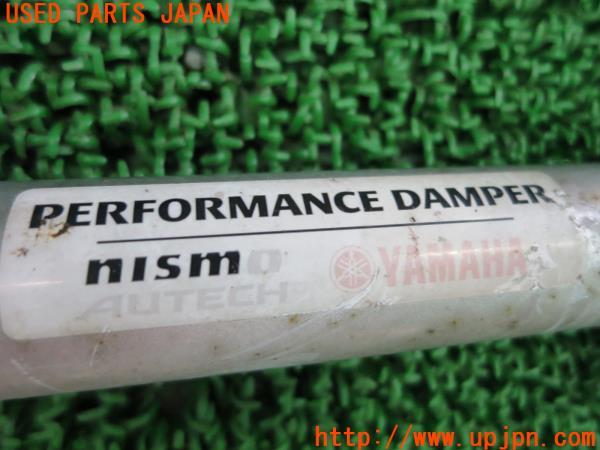 USED PARTS JAPAN
PERFORMANCE DAMPER
nismo YAMAHA
AUTECH
http://www.upjpn.com